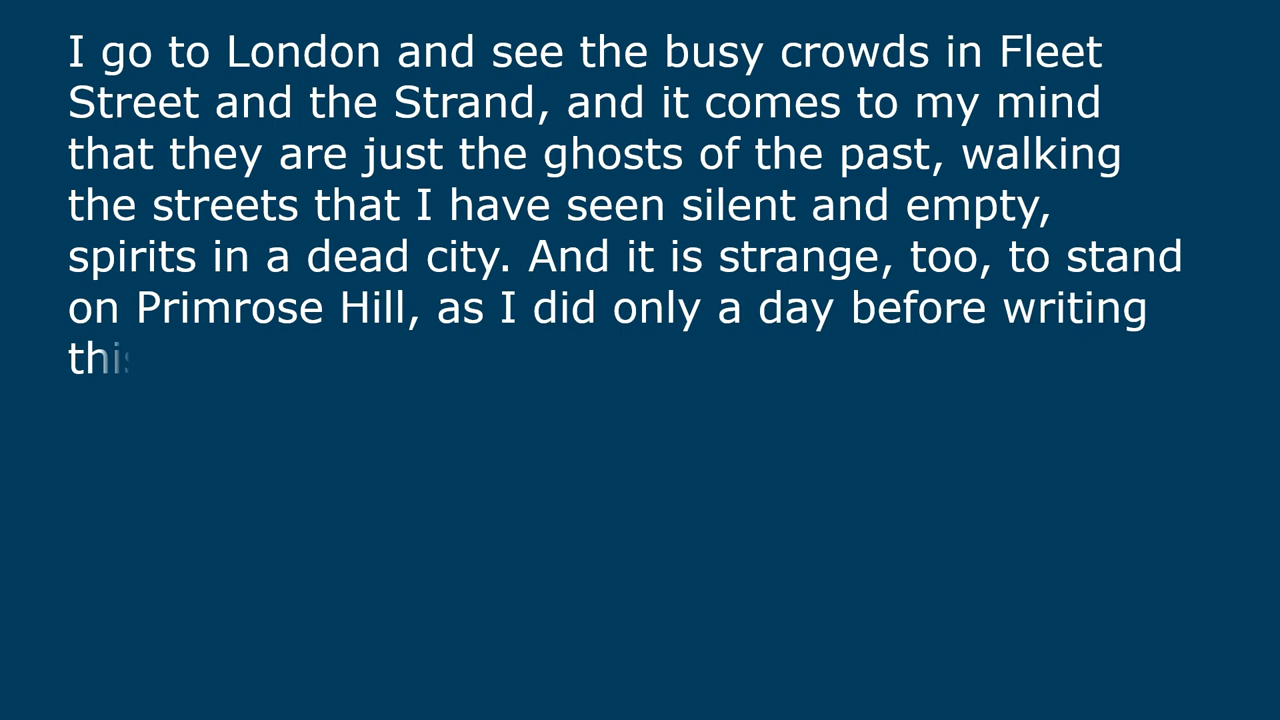 I go to London and see the busy crowds in Fleet
Street and the Strand, and it comes to my mind
that they are just the ghosts of the past, walking
the streets that I have seen silent and empty,
spirits in a dead city. And it is strange, too, to stand
on Primrose Hill, as I did only a day before writing
this